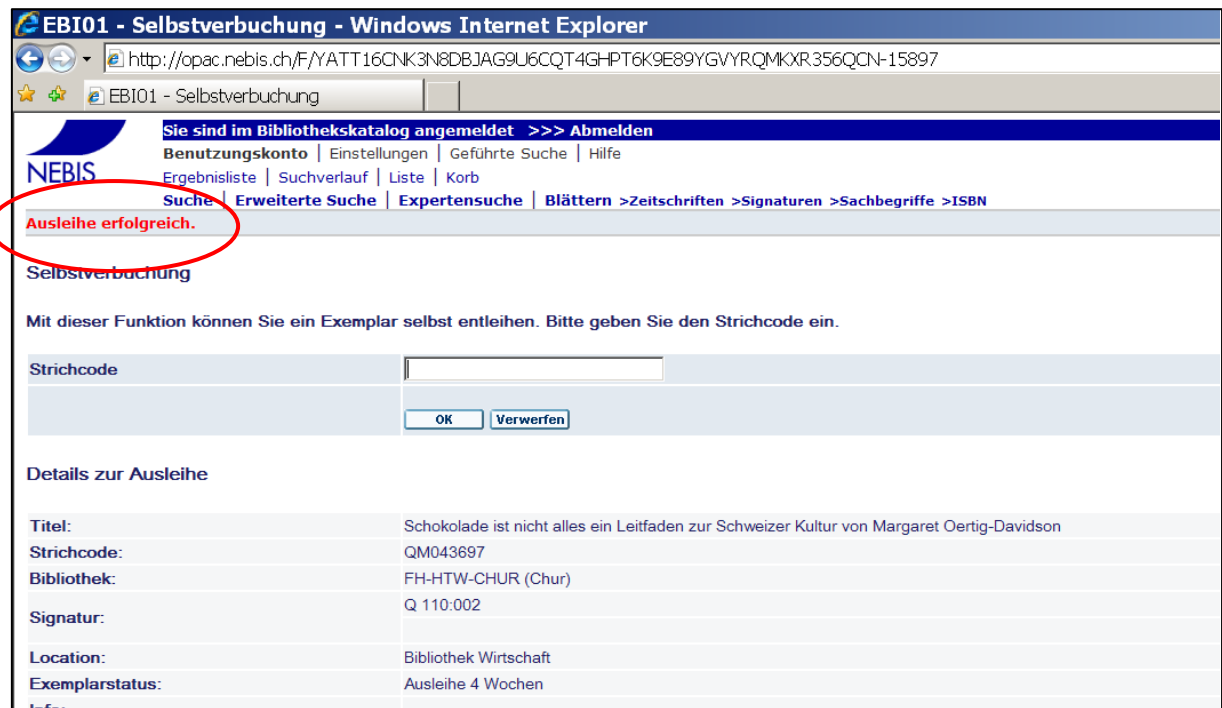 EBI01 - Selbstverbuchung - Windows Internet Explorer
http://opac.nebis.ch/F/YATT16CNK3N8DBJAG9U6CQT4GHPT6K9E89YGVYRQMKXR356QCN-15897
EBI01 - Selbstverbuchung
Sie sind im Bibliothekskatalog angemeldet >>> Abmelden
Benutzungskonto | Einstellungen | Geführte Suche | Hilfe
NEBIS
Ergebnisliste | Suchverlauf | Liste | Korb
Suche | Erweiterte Suche | Expertensuche | Blättern >Zeitschriften >Signaturen >Sachbegriffe >ISBN
Ausleihe erfolgreich.
Selbstverbuchung
Mit dieser Funktion können Sie ein Exemplar selbst entleihen. Bitte geben Sie den Strichcode ein.
Strichcode
OK Verwerfen
Details zur Ausleihe
Titel: Schokolade ist nicht alles ein Leitfaden zur Schweizer Kultur von Margaret Oertig-Davidson
Strichcode: QM043697
Bibliothek: FH-HTW-CHUR (Chur)
Signatur: Q 110:002
Location: Bibliothek Wirtschaft
Exemplarstatus: Ausleihe 4 Wochen